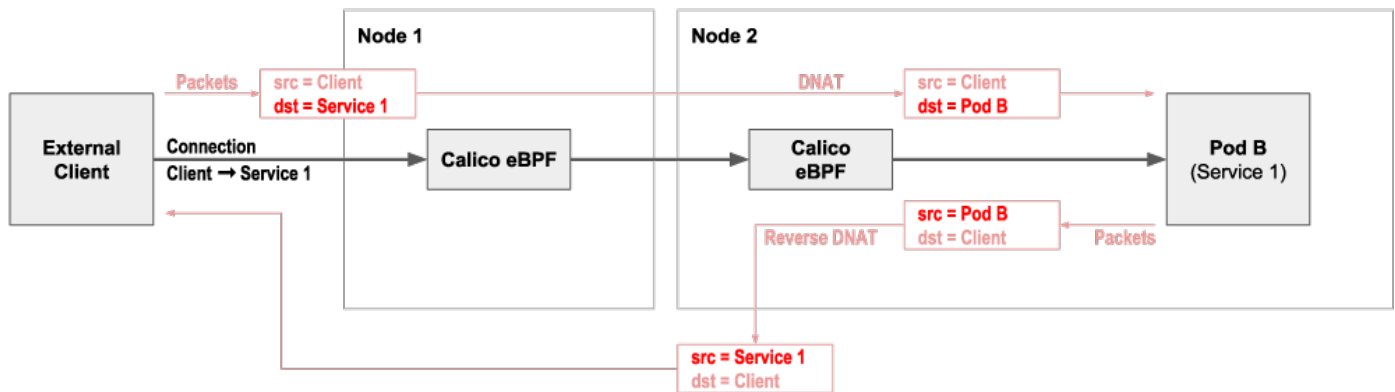 Node 1
Node 2
Packets
src = Client
dst = Service 1
DNAT
src = Client
dst = Pod B
External
Client
Connection
Client → Service 1
Calico eBPF
Calico
eBPF
Pod B
(Service 1)
Reverse DNAT
src = Pod B
dst = Client
Packets
src = Service 1
dst = Client